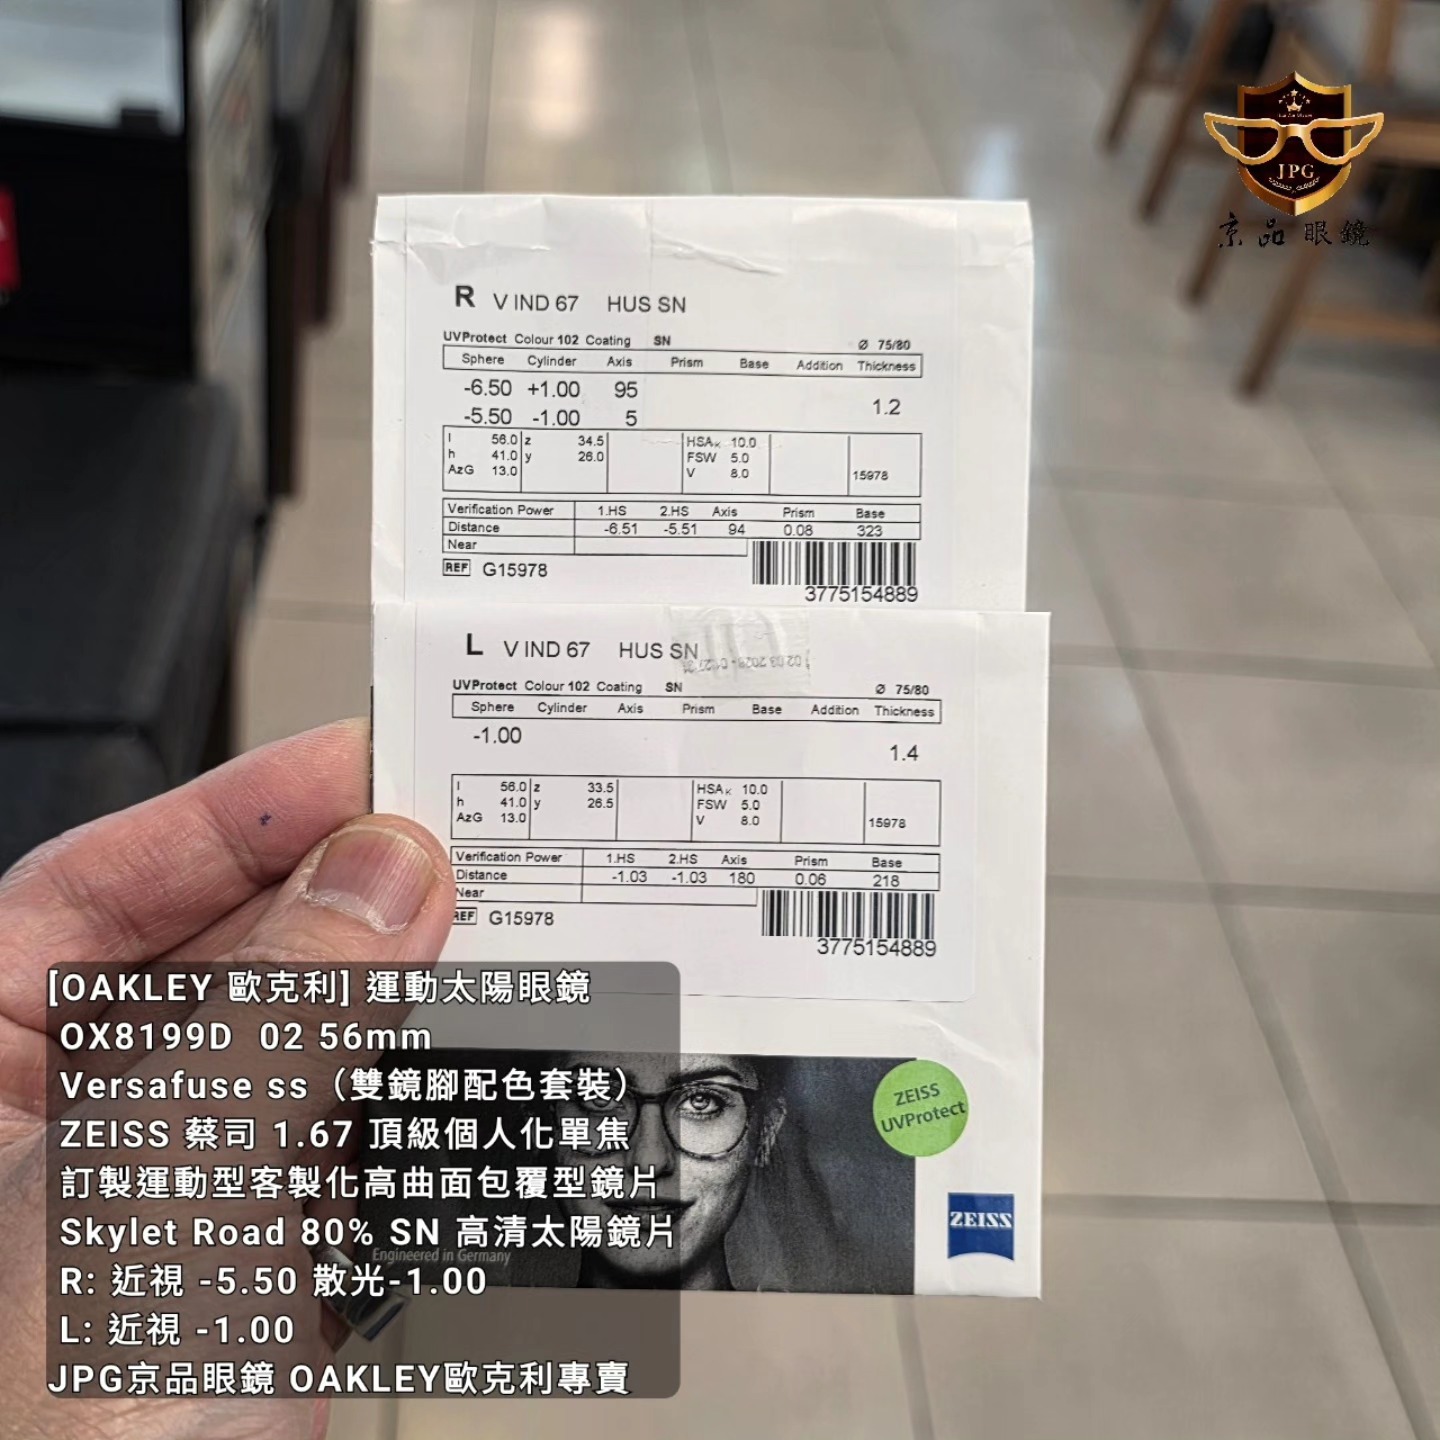 JPG
京品眼鏡
R V IND 67 HUS SN
UVProtect Colour 102 Coating SN Ø 75/80
Sphere Cylinder Axis Prism Base Addition Thickness
-6.50 +1.00 95
1.2
-5.50 -1.00 5
I 56.0 z 34.5 HSAK 10.0
h 41.0 y 26.0 FSW 5.0
AzG 13.0 V 8.0 15978
Verification Power 1.HS 2.HS Axis Prism Base
Distance -6.51 -5.51 94 0.08 323
Near
REF G15978
3775154889
L V IND 67 HUS SN
UVProtect Colour 102 Coating SN Ø 75/80
Sphere Cylinder Axis Prism Base Addition Thickness
-1.00
1.4
I 56.0 z 33.5 HSAK 10.0
h 41.0 y 26.5 FSW 5.0
AzG 13.0 V 8.0 15978
Verification Power 1.HS 2.HS Axis Prism Base
Distance -1.03 -1.03 180 0.06 218
Near
REF G15978
3775154889
ZEISS
UVProtect
ZEISS
Engineered in Germany
[OAKLEY 歐克利] 運動太陽眼鏡
OX8199D 02 56mm
Versafuse ss（雙鏡腳配色套裝）
ZEISS 蔡司 1.67 頂級個人化單焦
訂製運動型客製化高曲面包覆型鏡片
Skylet Road 80% SN 高清太陽鏡片
R: 近視 -5.50 散光-1.00
L: 近視 -1.00
JPG京品眼鏡 OAKLEY歐克利專賣